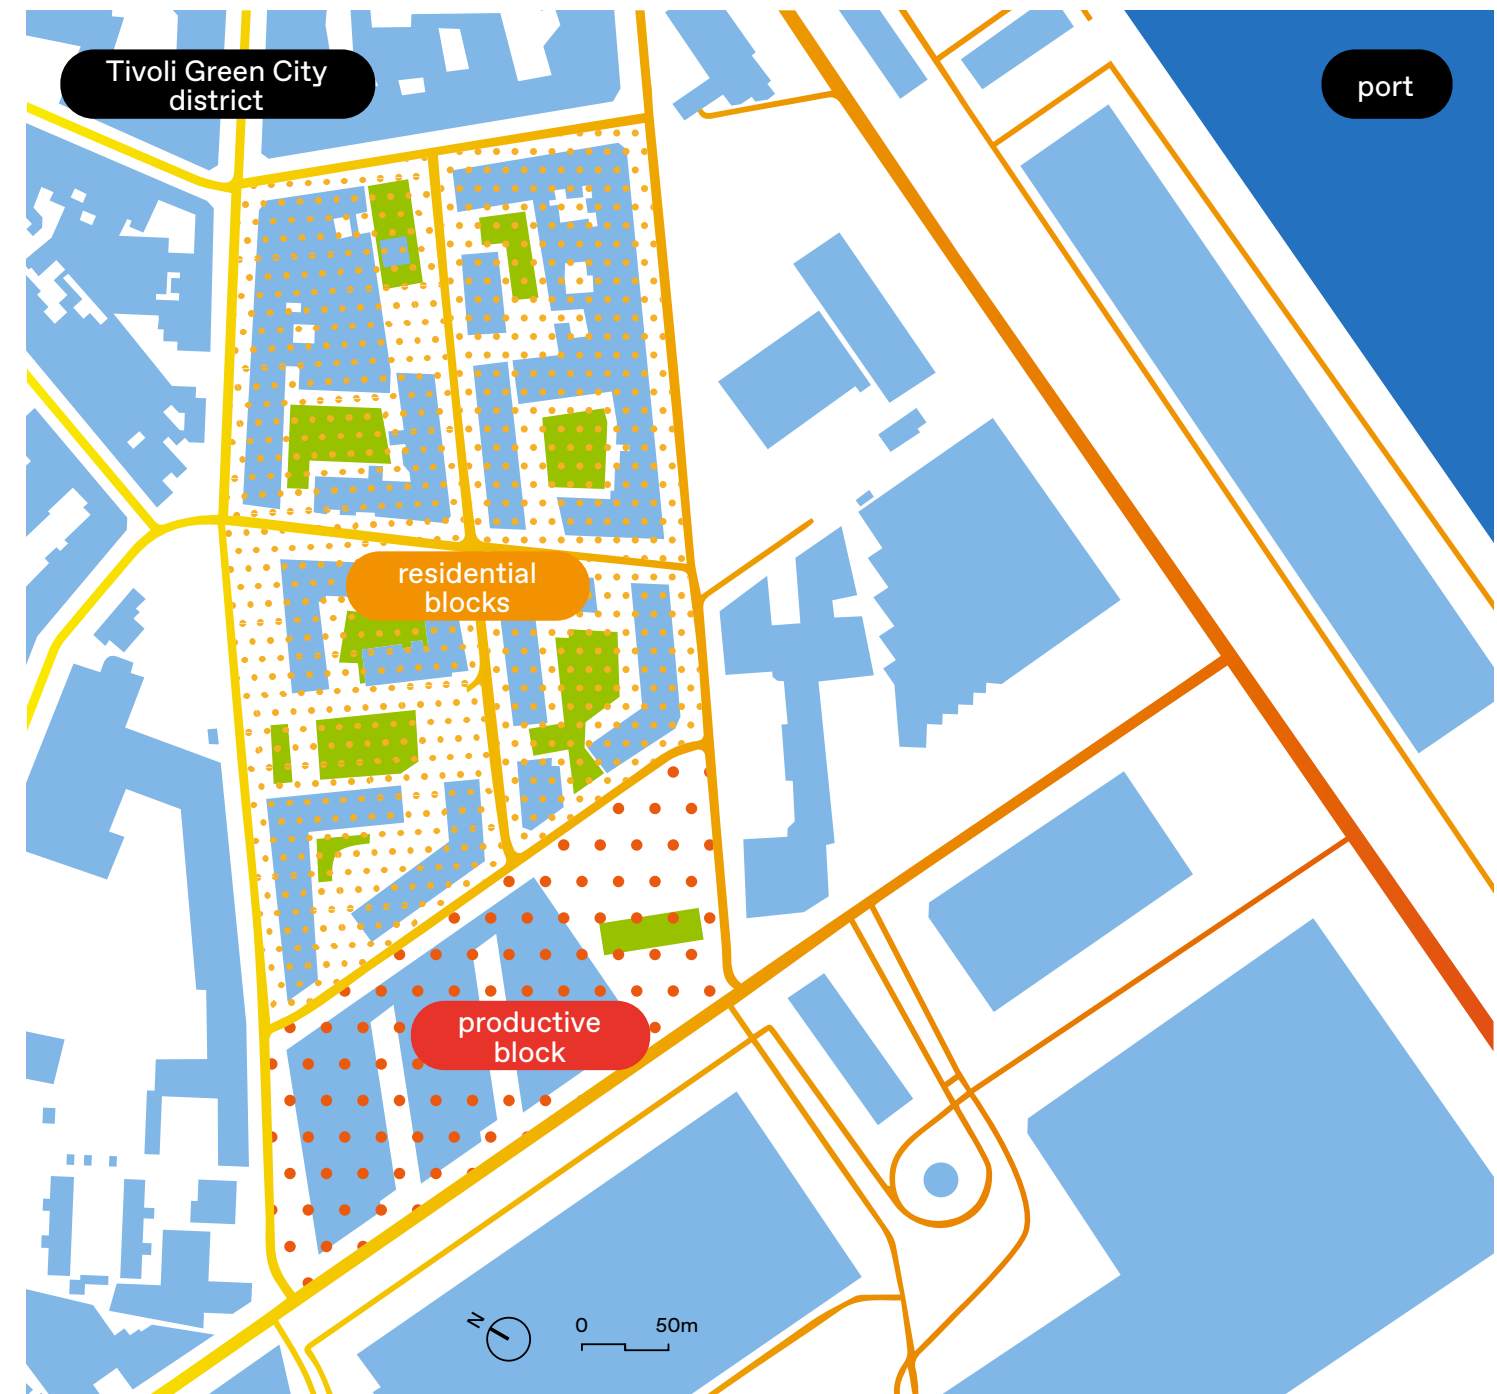 Tivoli Green City
district
port
residential
blocks
productive
block
N
0 50m